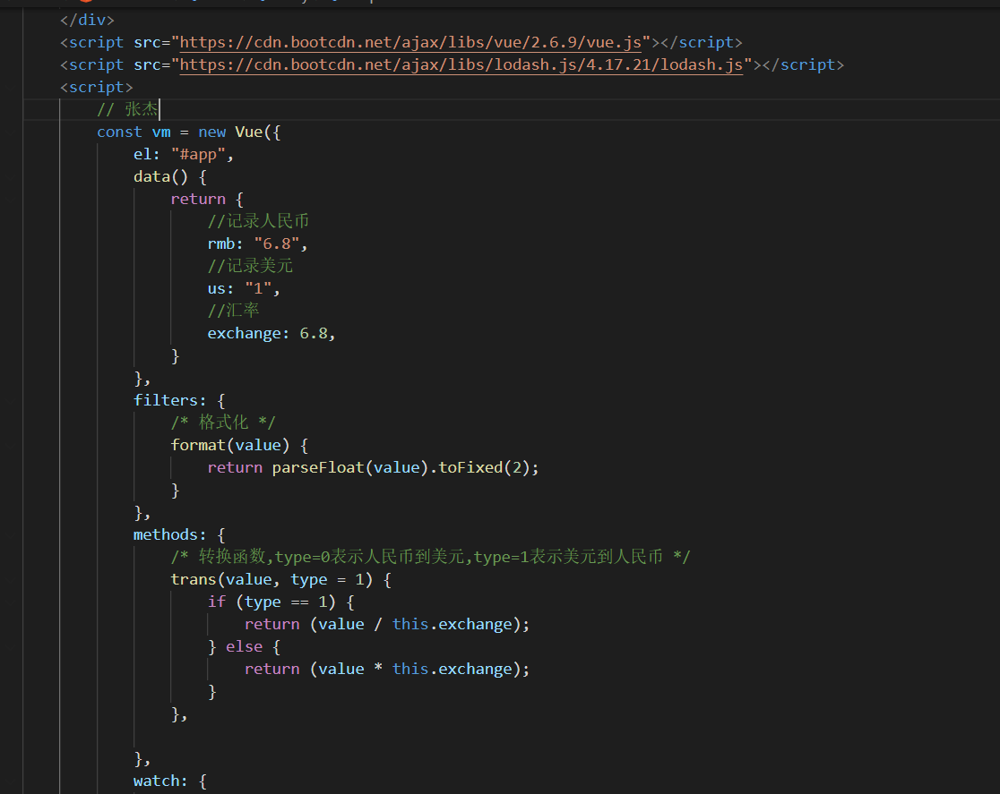 </div>
<script src="https://cdn.bootcdn.net/ajax/libs/vue/2.6.9/vue.js"></script>
<script src="https://cdn.bootcdn.net/ajax/libs/lodash.js/4.17.21/lodash.js"></script>
<script>
// 张杰
const vm = new Vue({
el: "#app",
data() {
return {
//记录人民币
rmb: "6.8",
//记录美元
us: "1",
//汇率
exchange: 6.8,
}
},
filters: {
/* 格式化 */
format(value) {
return parseFloat(value).toFixed(2);
}
},
methods: {
/* 转换函数,type=0表示人民币到美元,type=1表示美元到人民币 */
trans(value, type = 1) {
if (type == 1) {
return (value / this.exchange);
} else {
return (value * this.exchange);
}
},
},
watch: {